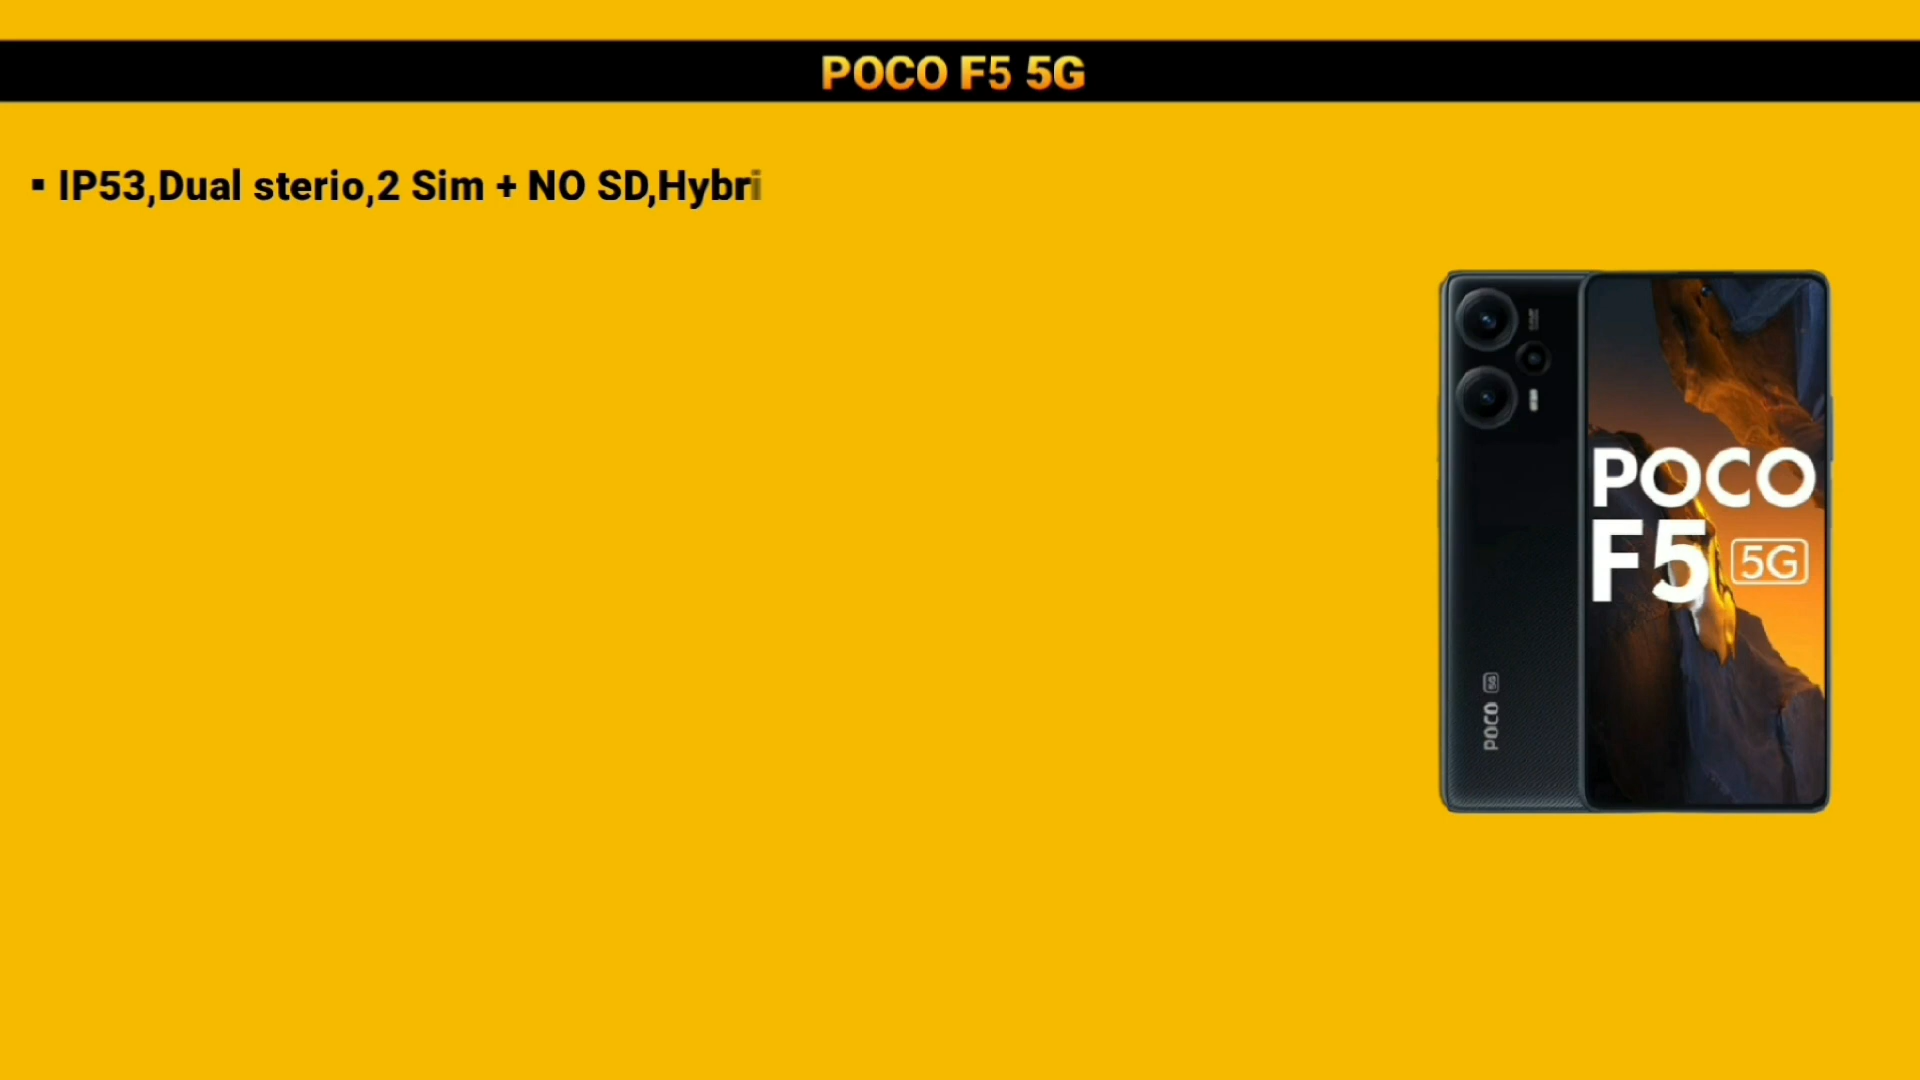 POCO F5 5G
▪ IP53,Dual sterio,2 Sim + NO SD,Hybri
POCO
F5 5G
POCO 5G